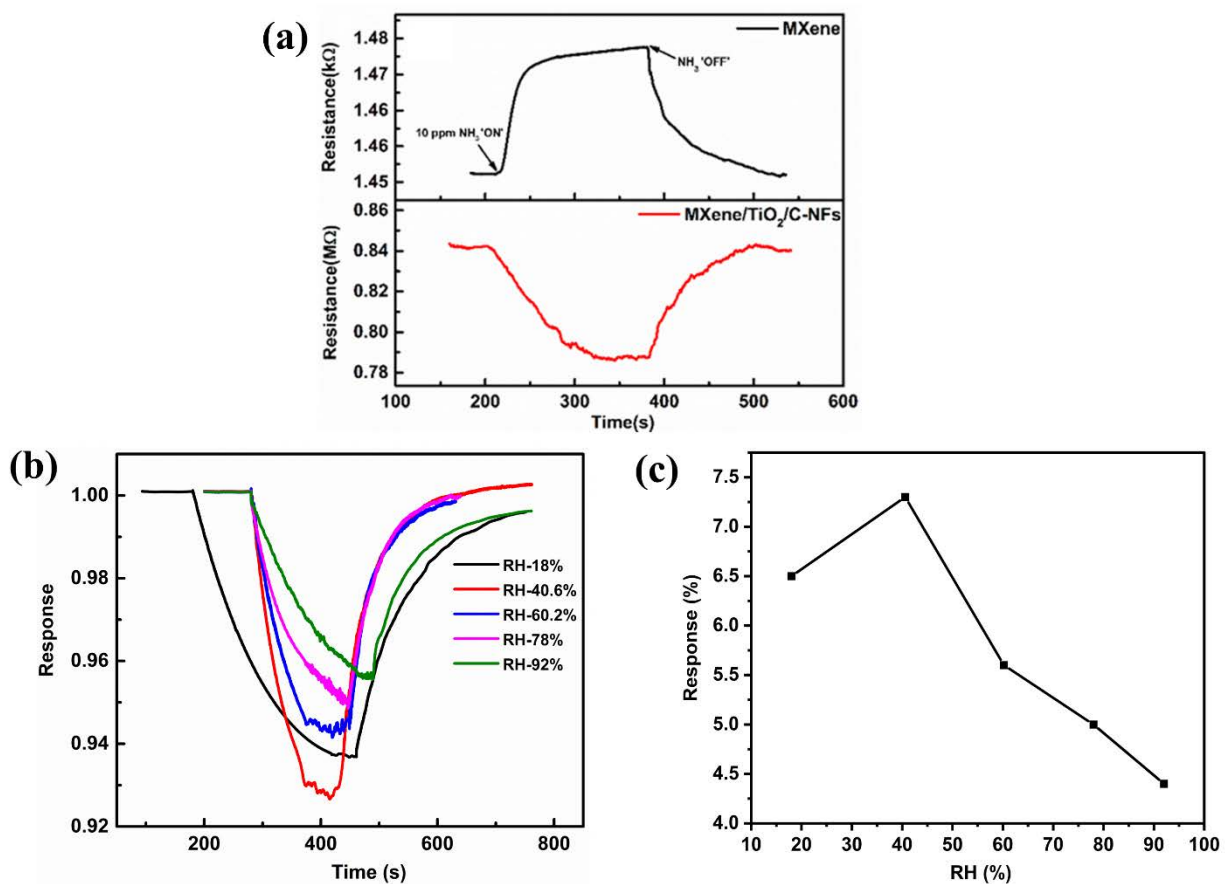 (a)
MXene
Resistance(kΩ)
1.48
1.47
1.46
1.46
1.45
10 ppm NH3 'ON'
NH3 'OFF'
MXene/TiO2/C-NFs
Resistance(MΩ)
0.86
0.84
0.82
0.80
0.78
100 200 300 400 500 600
Time(s)
(b)
Response
1.00
0.98
0.96
0.94
0.92
RH-18%
RH-40.6%
RH-60.2%
RH-78%
RH-92%
200 400 600 800
Time (s)
(c)
Response (%)
7.5
7.0
6.5
6.0
5.5
5.0
4.5
4.0
10 20 30 40 50 60 70 80 90 100
RH (%)